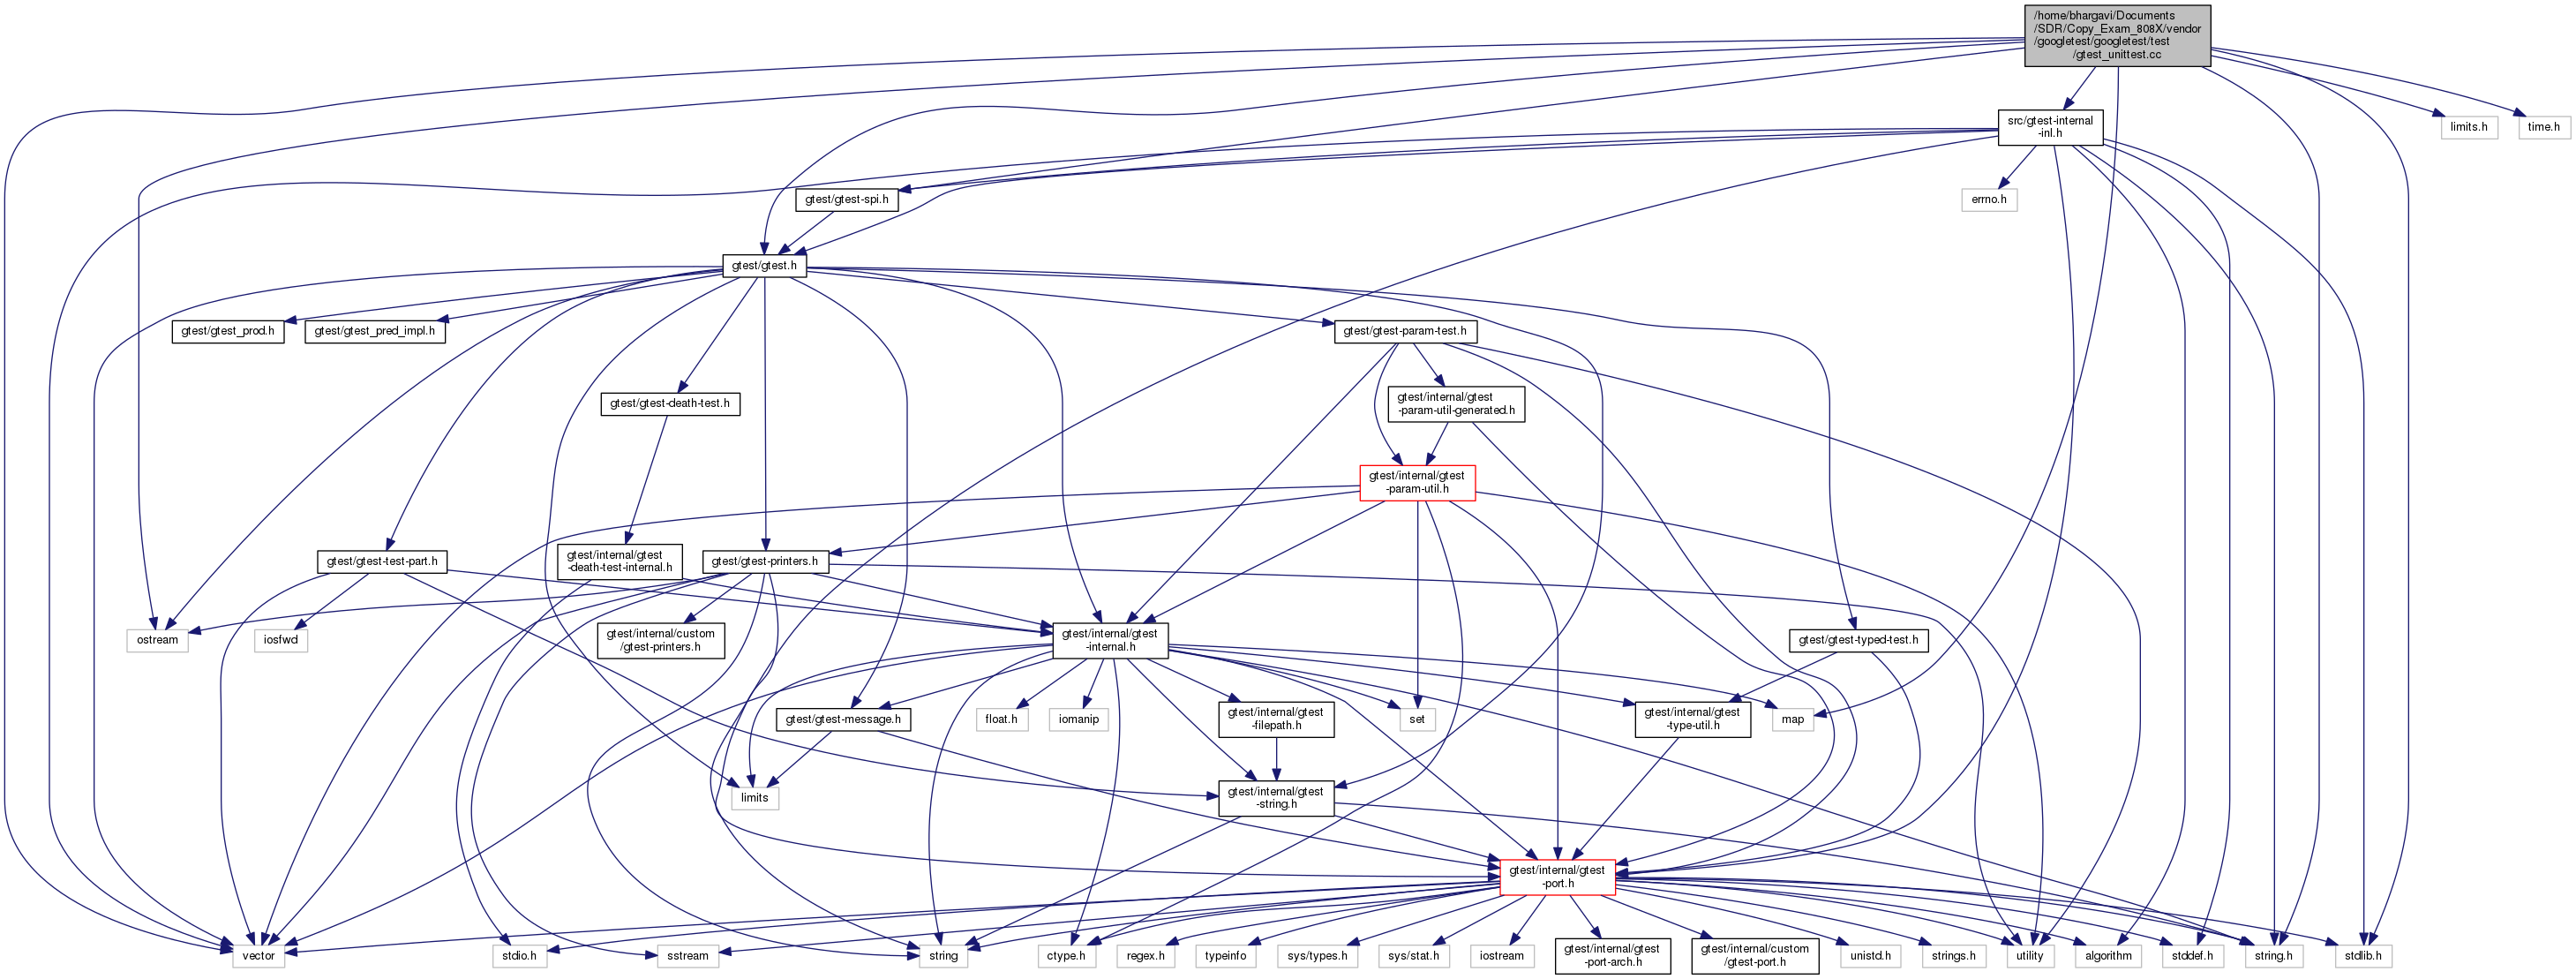 /home/bhargavi/Documents
/SDR/Copy_Exam_808X/vendor
/googletest/googletest/test
/gtest_unittest.cc
src/gtest-internal
-inl.h
limits.h
time.h
gtest/gtest-spi.h
errno.h
gtest/gtest.h
gtest/gtest_prod.h
gtest/gtest_pred_impl.h
gtest/gtest-param-test.h
gtest/gtest-death-test.h
gtest/internal/gtest
-param-util-generated.h
gtest/internal/gtest
-param-util.h
gtest/gtest-test-part.h
gtest/internal/gtest
-death-test-internal.h
gtest/gtest-printers.h
ostream
iosfwd
gtest/internal/custom
/gtest-printers.h
gtest/internal/gtest
-internal.h
gtest/gtest-typed-test.h
gtest/gtest-message.h
float.h
iomanip
gtest/internal/gtest
-filepath.h
set
gtest/internal/gtest
-type-util.h
map
limits
gtest/internal/gtest
-string.h
gtest/internal/gtest
-port.h
vector
stdio.h
sstream
string
ctype.h
regex.h
typeinfo
sys/types.h
sys/stat.h
iostream
gtest/internal/gtest
-port-arch.h
gtest/internal/custom
/gtest-port.h
unistd.h
strings.h
utility
algorithm
stddef.h
string.h
stdlib.h